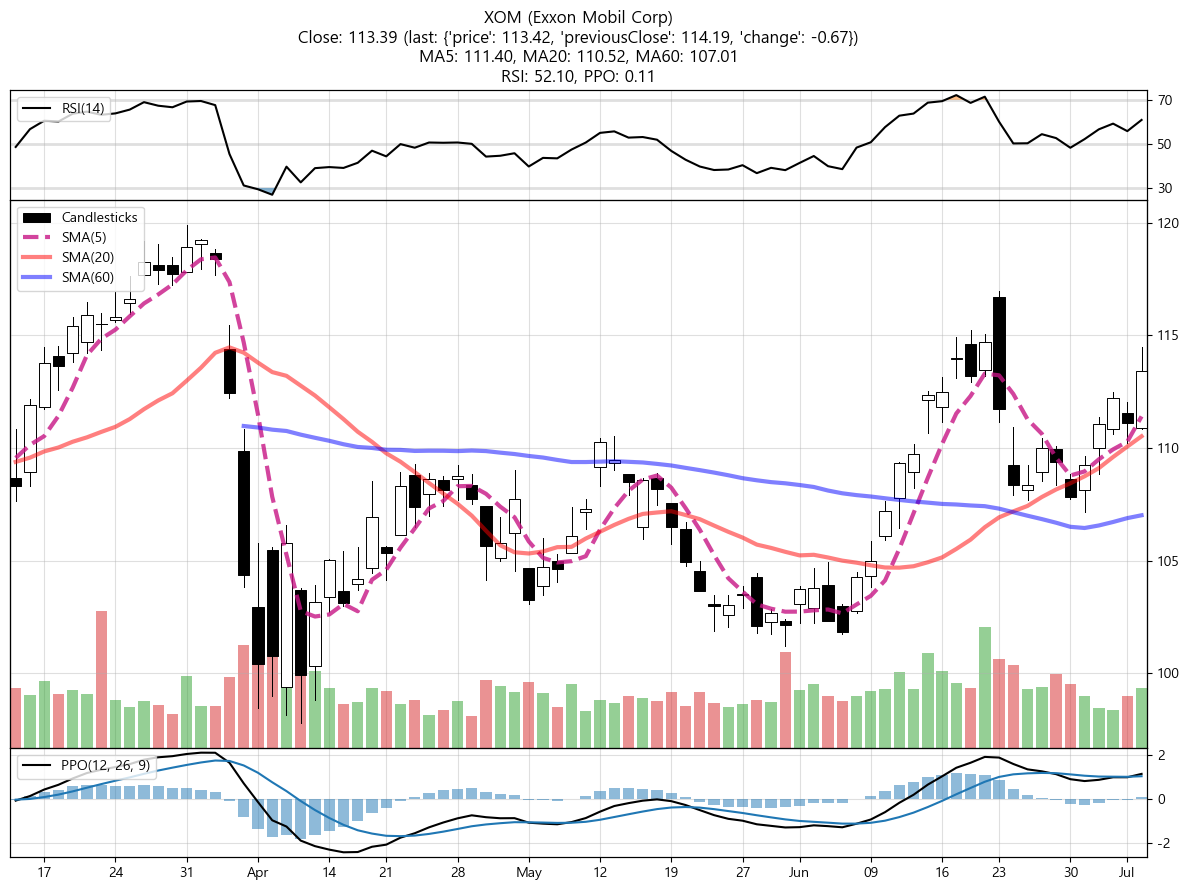 XOM (Exxon Mobil Corp)
Close: 113.39 (last: {'price': 113.42, 'previousClose': 114.19, 'change': -0.67})
MA5: 111.40, MA20: 110.52, MA60: 107.01
RSI: 52.10, PPO: 0.11
RSI(14)
70
50
30
Candlesticks
SMA(5)
SMA(20)
SMA(60)
120
115
110
105
100
PPO(12, 26, 9)
2
0
-2
17 24 31 Apr 14 21 28 May 12 19 27 Jun 09 16 23 30 Jul